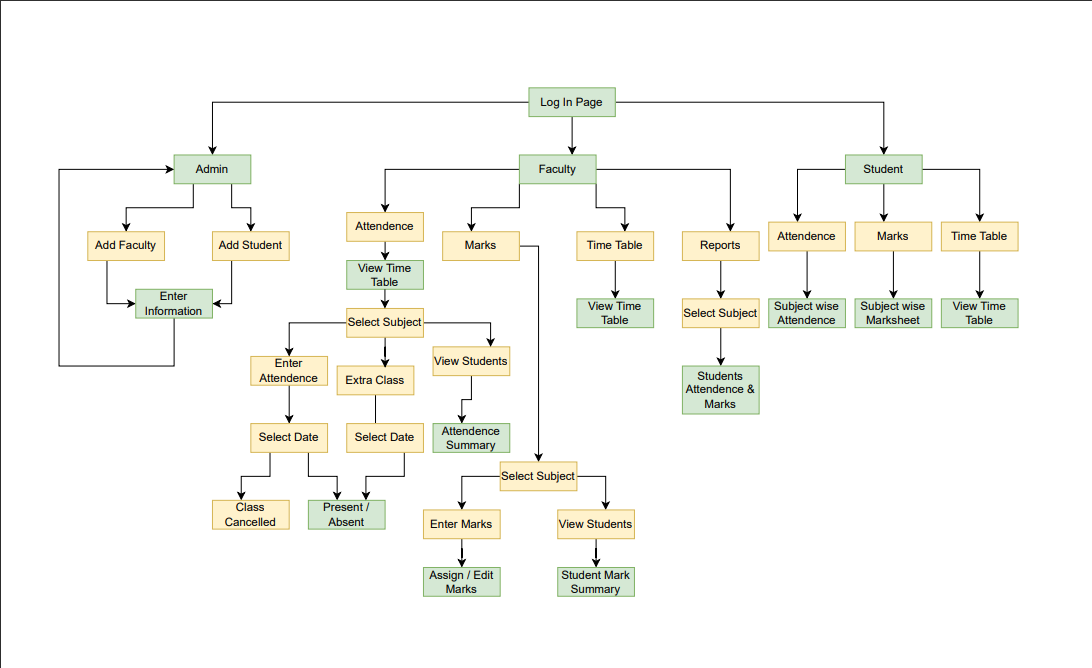 Log In Page
Admin
Faculty
Student
Add Faculty
Add Student
Enter
Information
Attendence
View Time
Table
Select Subject
Enter
Attendence
Extra Class
View Students
Select Date
Select Date
Attendence
Summary
Class
Cancelled
Present /
Absent
Marks
Select Subject
Enter Marks
View Students
Assign / Edit
Marks
Student Mark
Summary
Time Table
View Time
Table
Reports
Select Subject
Students
Attendence &
Marks
Attendence
Marks
Time Table
Subject wise
Attendence
Subject wise
Marksheet
View Time
Table